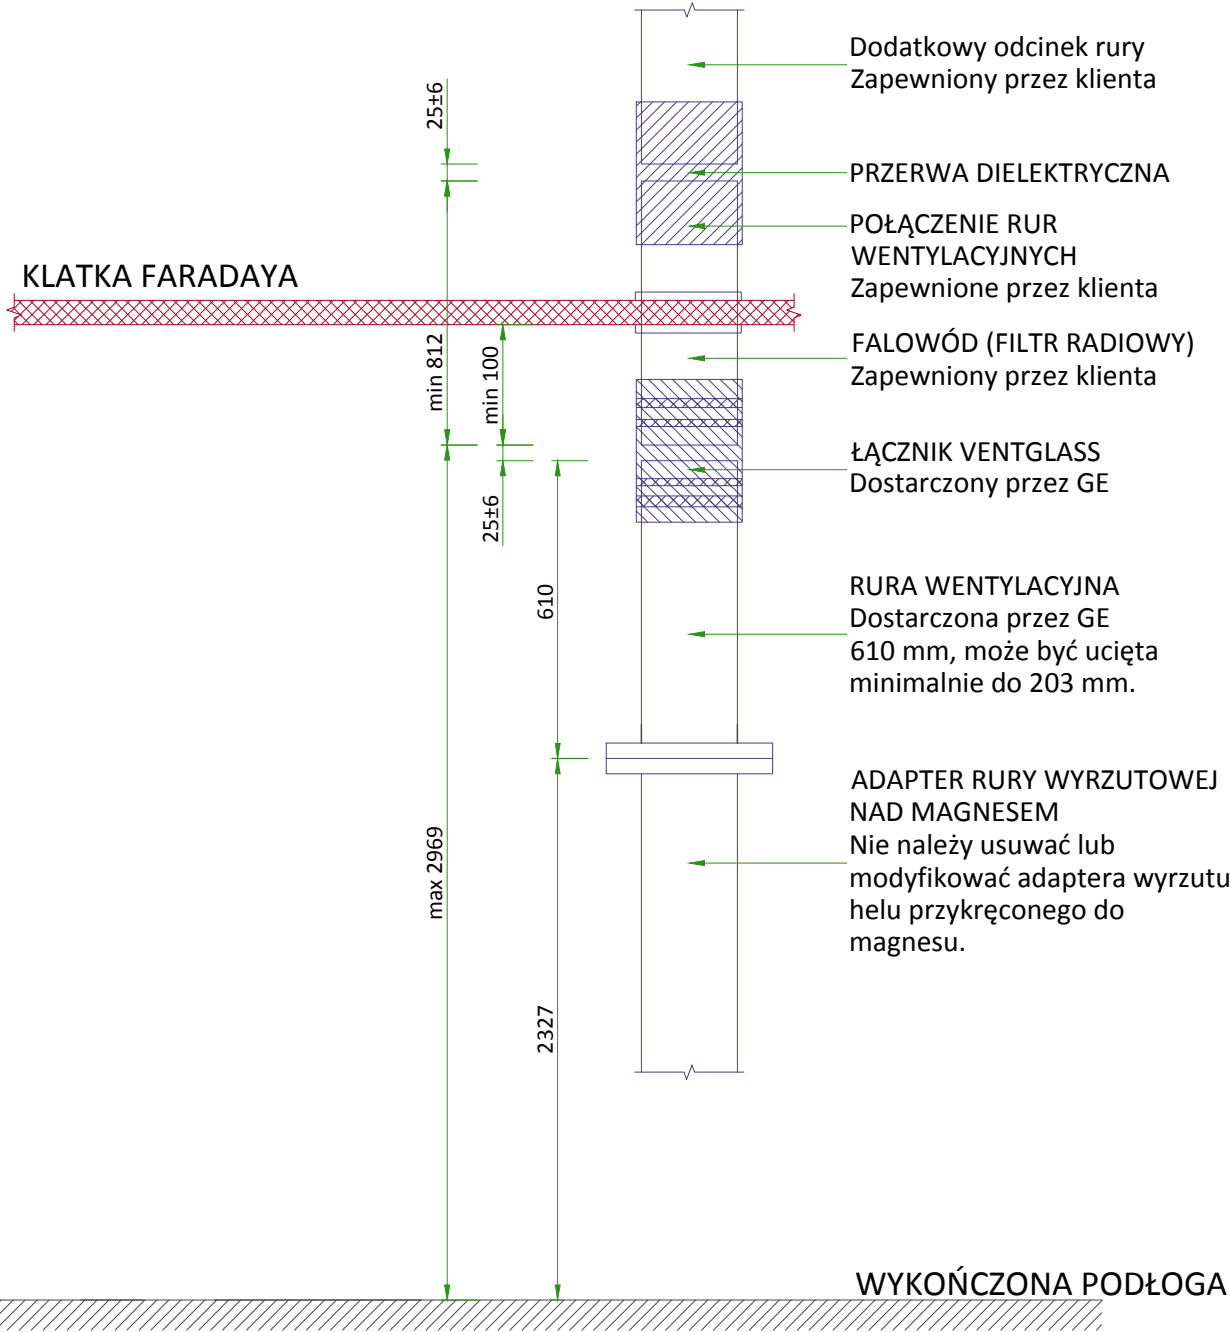 Dodatkowy odcinek rury
Zapewniony przez klienta
25±6
PRZERWA DIELEKTRYCZNA
POŁĄCZENIE RUR
WENTYLACYJNYCH
Zapewnione przez klienta
KLATKA FARADAYA
FALOWÓD (FILTR RADIOWY)
Zapewniony przez klienta
min 812
min 100
ŁĄCZNIK VENTGLASS
Dostarczony przez GE
25±6
610
RURA WENTYLACYJNA
Dostarczona przez GE
610 mm, może być ucięta
minimalnie do 203 mm.
ADAPTER RURY WYRZUTOWEJ
NAD MAGNESEM
Nie należy usuwać lub
modyfikować adaptera wyrzutu
helu przykręconego do
magnesu.
max 2969
2327
WYKOŃCZONA PODŁOGA